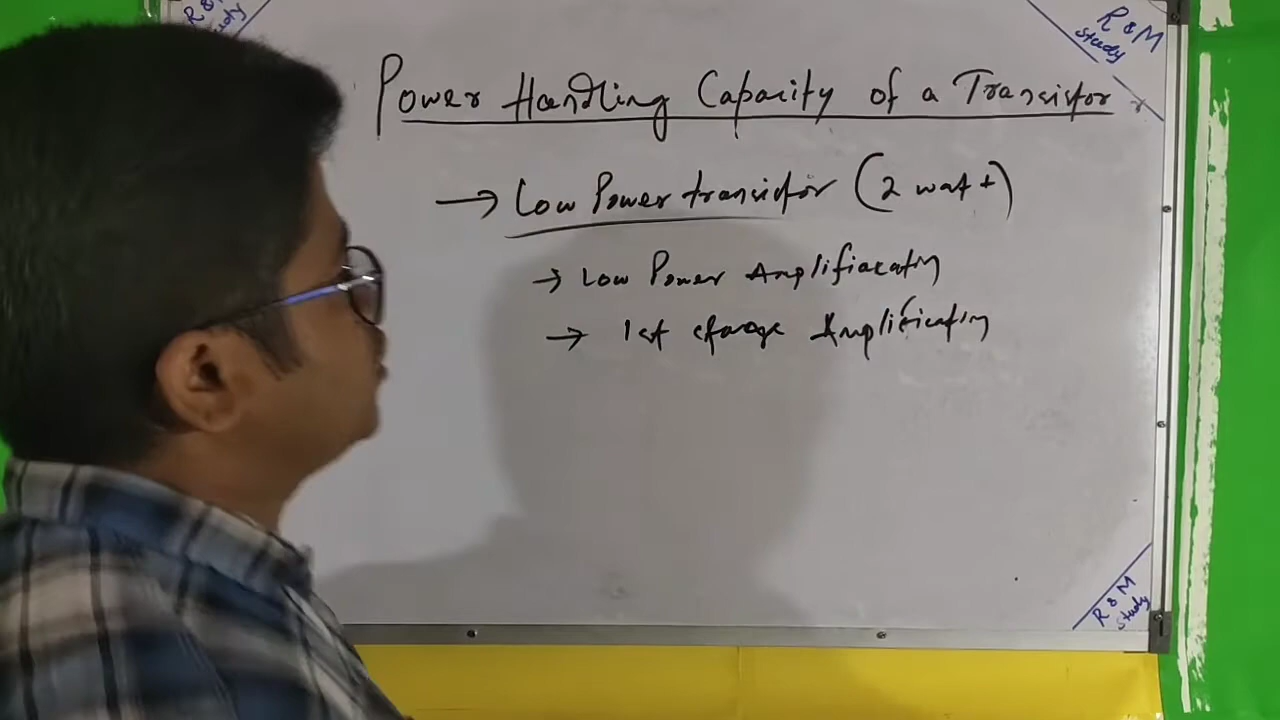 R & M
Study
R & M
Study
Power Handling Capacity of a Transistor
→ Low Power transistor (2 watt)
→ Low Power Amplification
→ 1st stage Amplification
R & M
Study